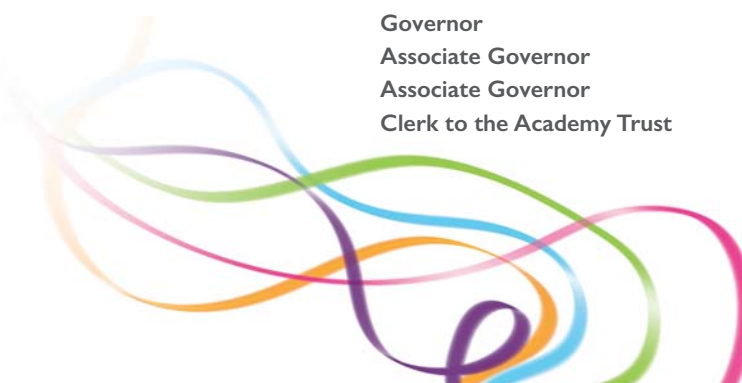 Governor
Associate Governor
Associate Governor
Clerk to the Academy Trust